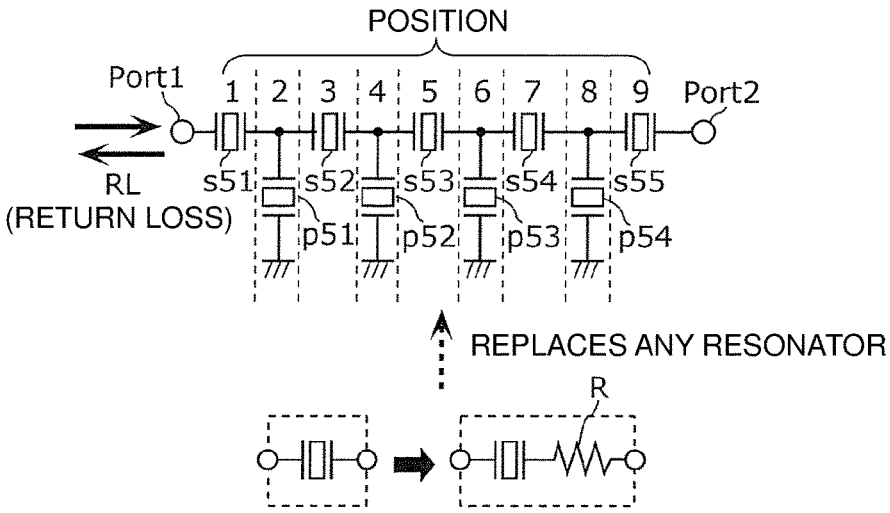 POSITION
Port1 1 2 3 4 5 6 7 8 9 Port2
s51 s52 s53 s54 s55
RL
(RETURN LOSS)
p51 p52 p53 p54
REPLACES ANY RESONATOR
R